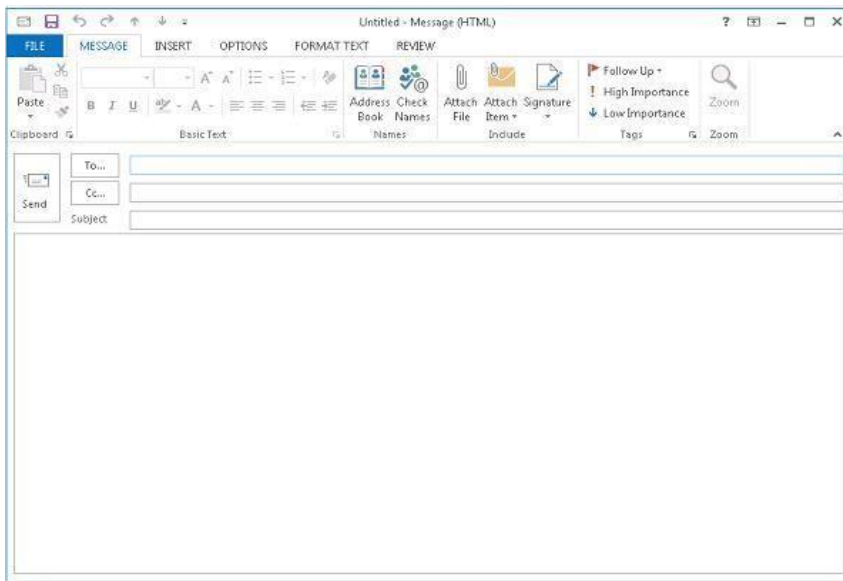 Untitled - Message (HTML)
FILE MESSAGE INSERT OPTIONS FORMAT TEXT REVIEW
Paste
B I U
Address Book
Check Names
Attach File
Attach Item
Signature
Follow Up
High Importance
Low Importance
Zoom
Clipboard Basic Text Names Include Tags Zoom
Send
To...
Cc...
Subject